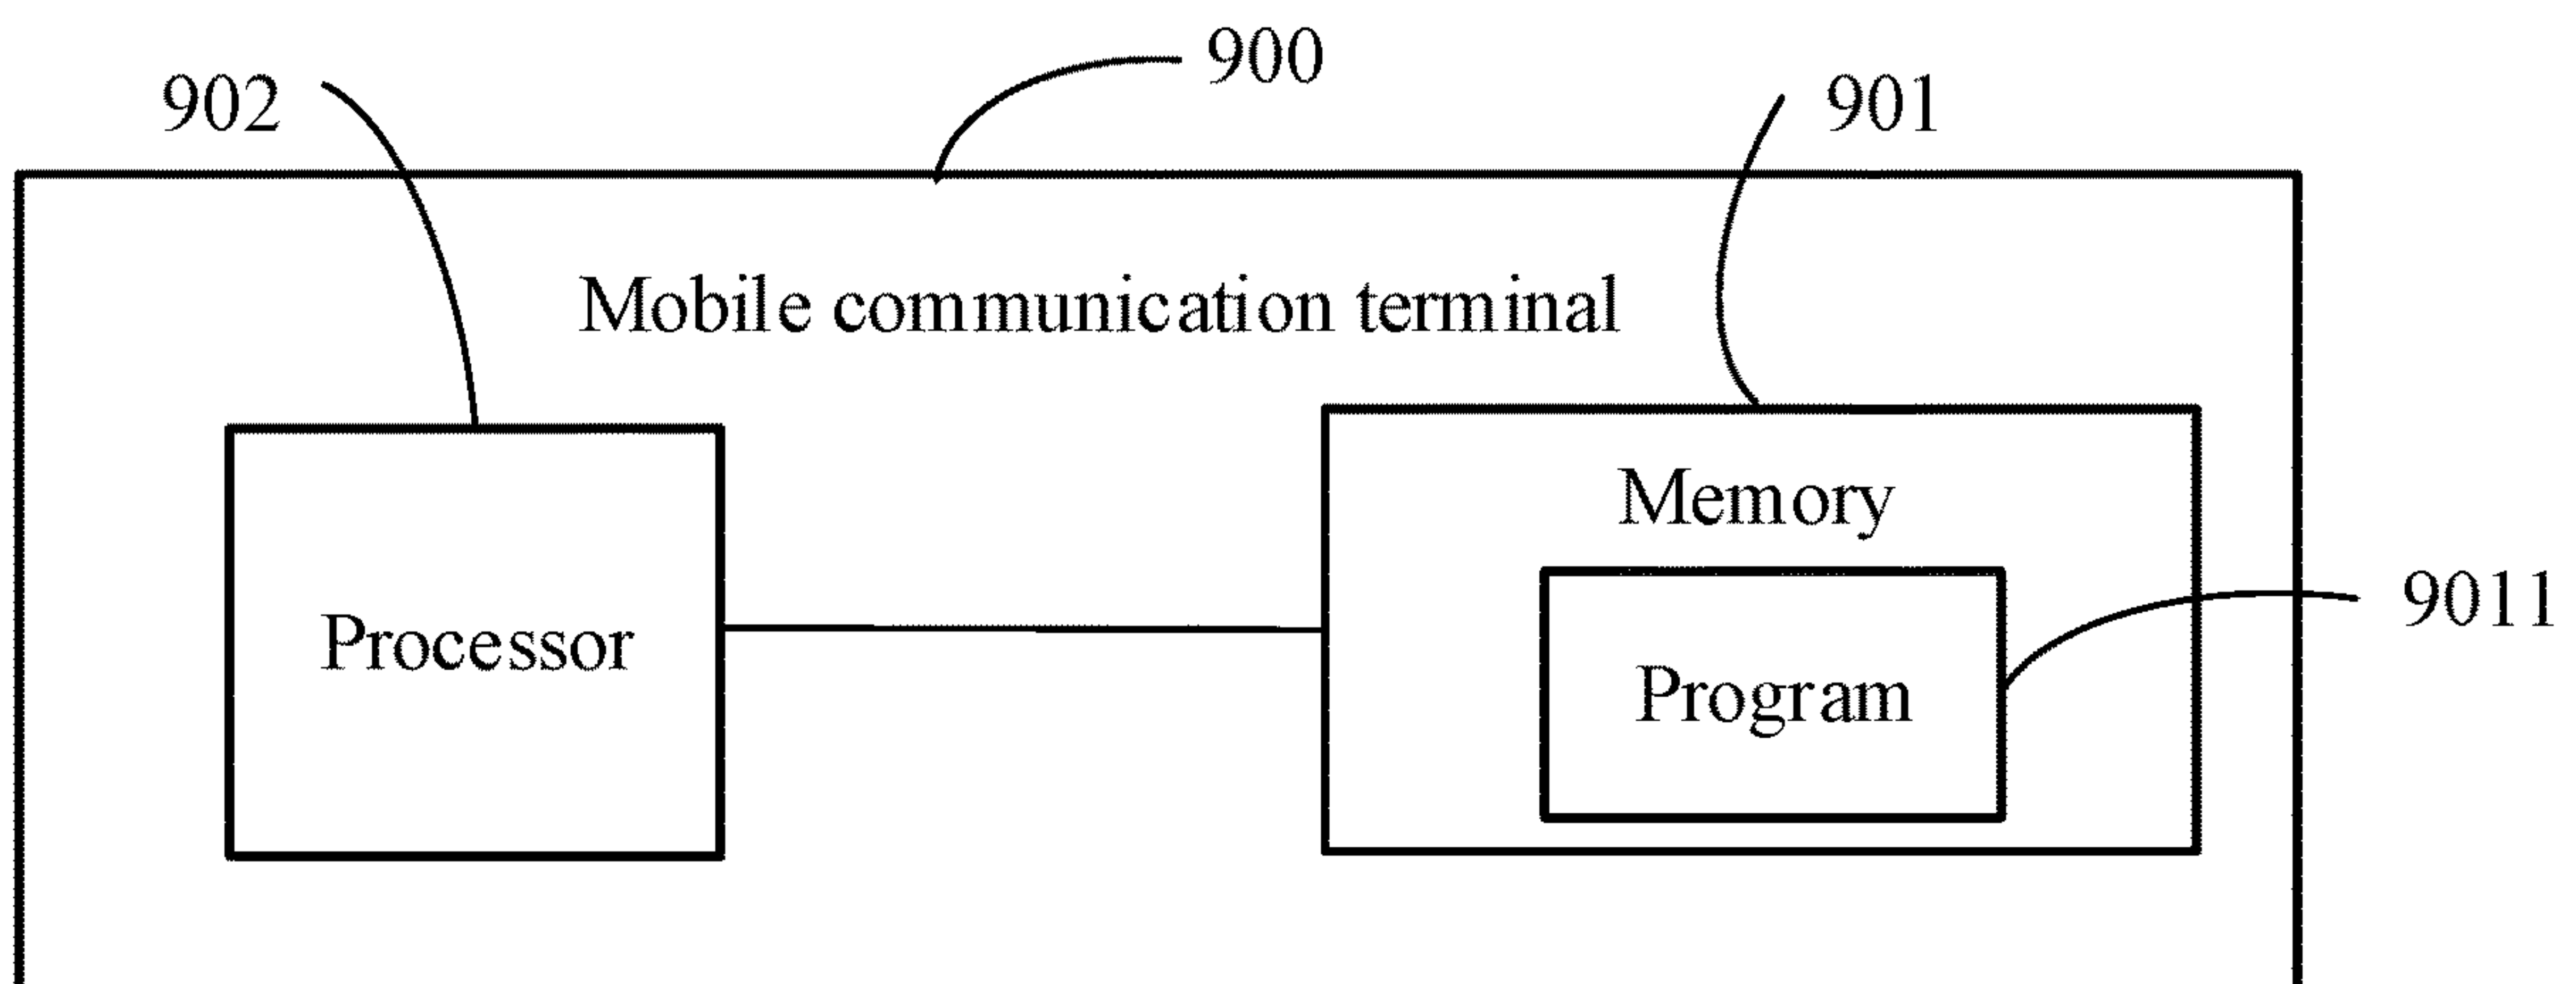 900
902
901
Mobile communication terminal
Memory
9011
Processor
Program